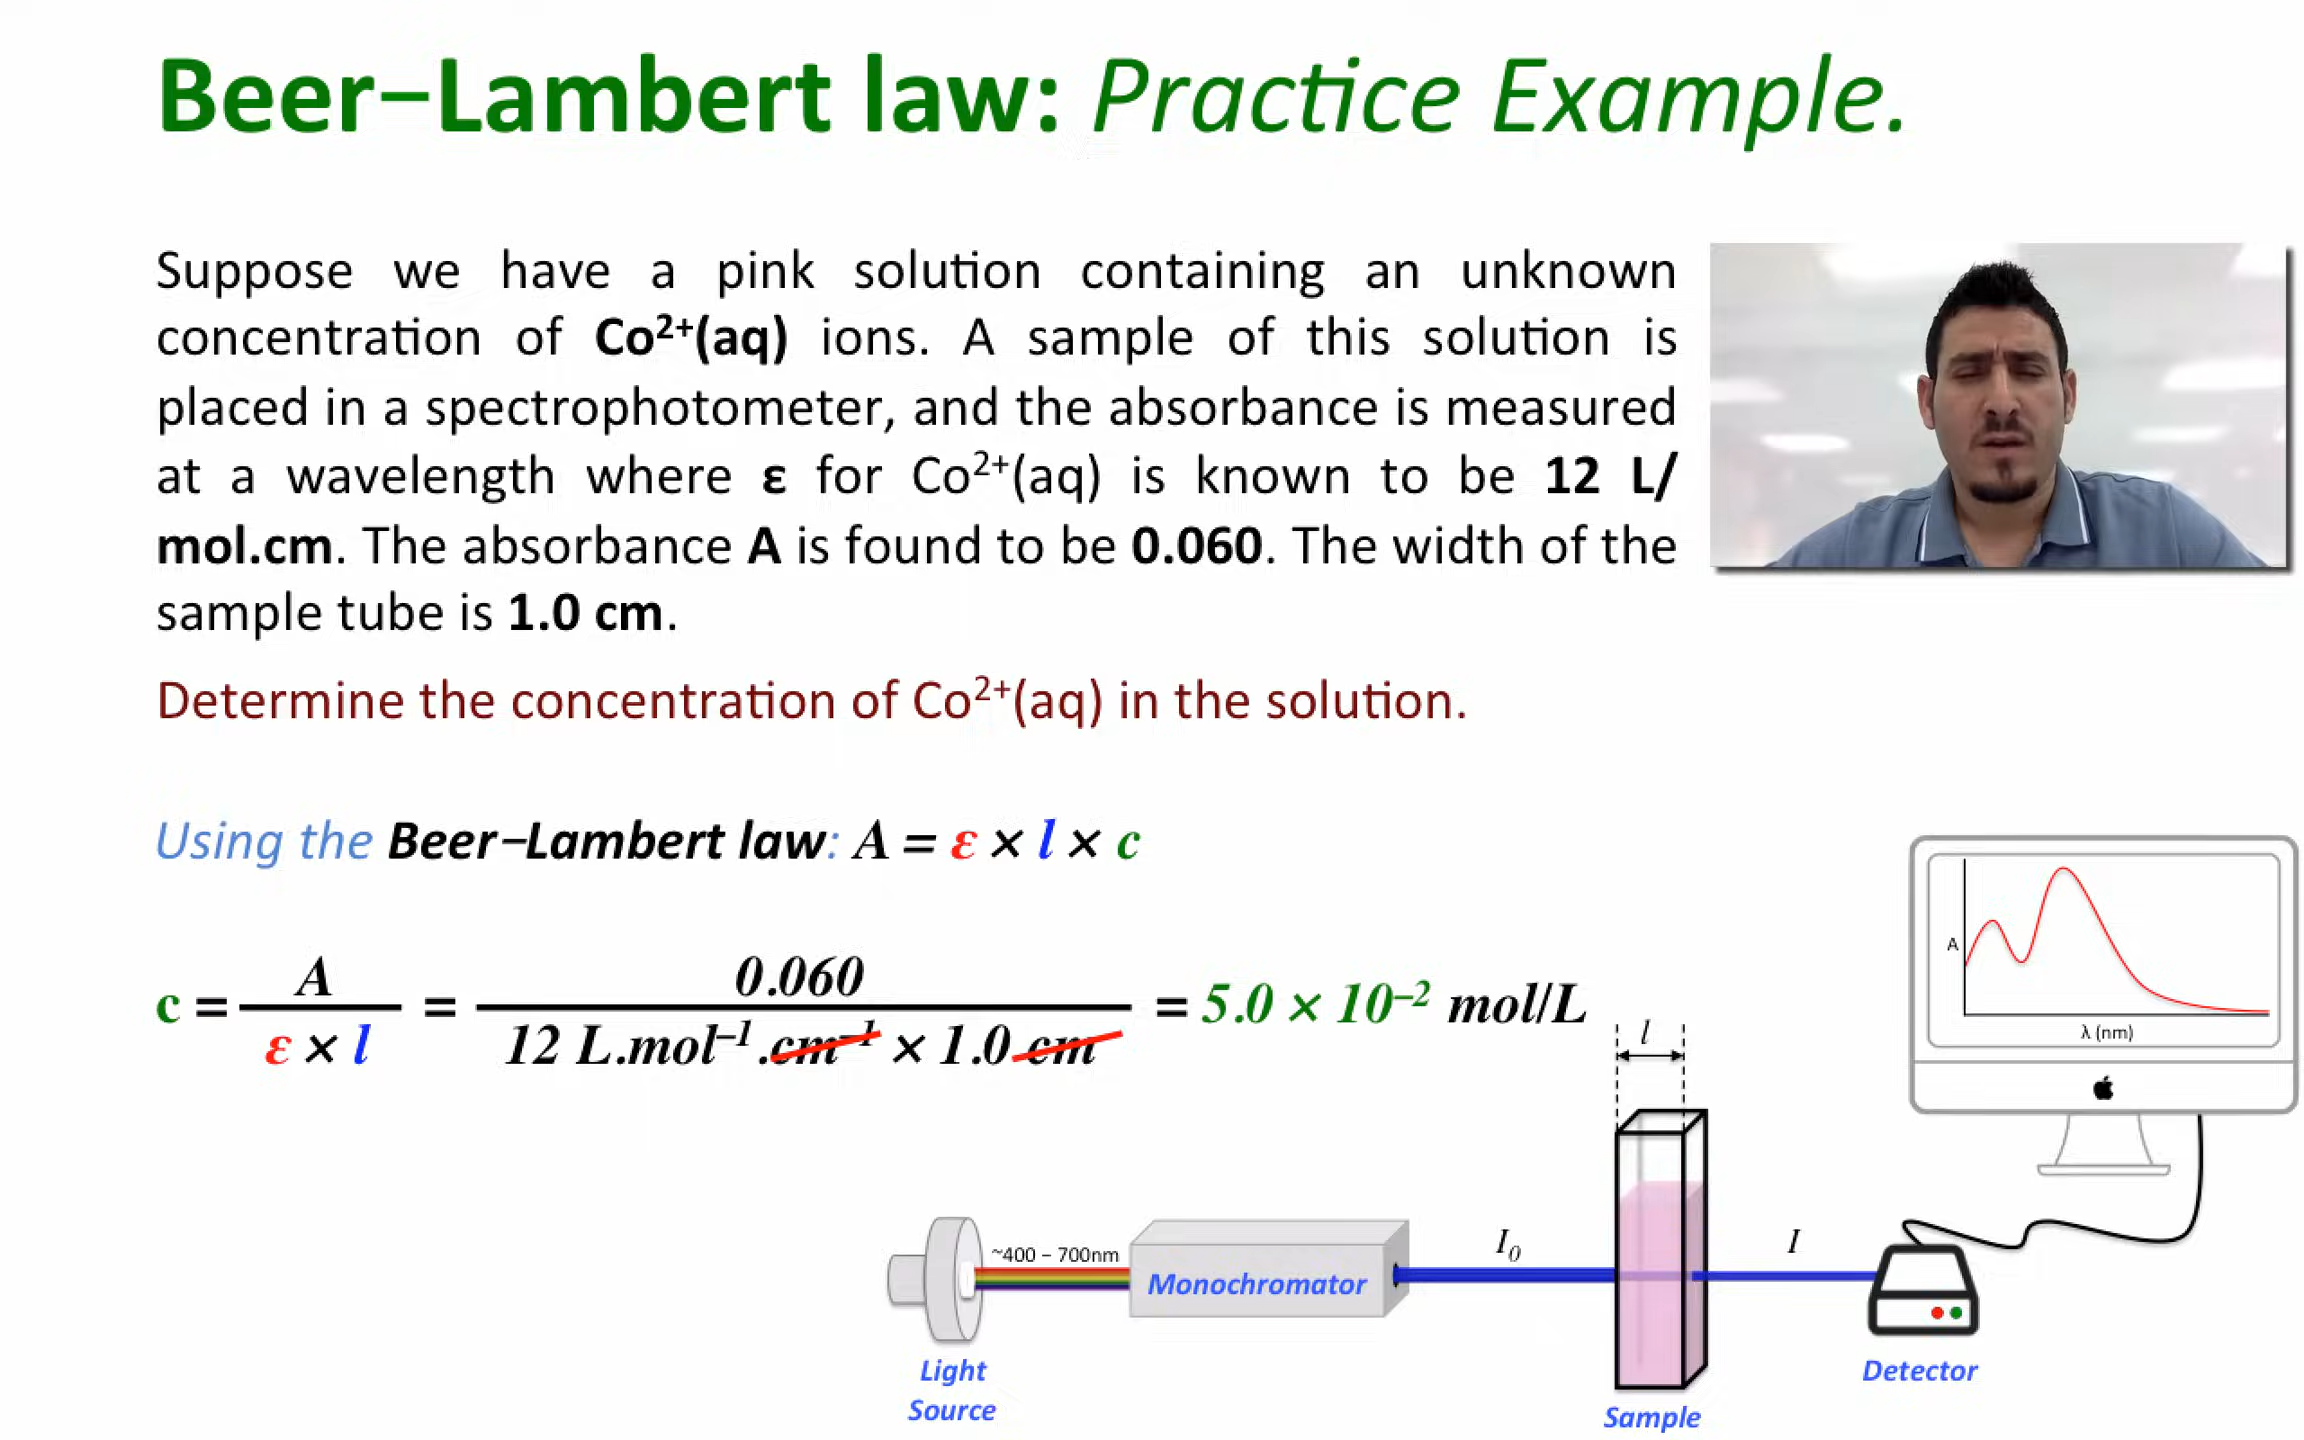 Beer–Lambert law: Practice Example.
Suppose we have a pink solution containing an unknown
concentration of Co²⁺(aq) ions. A sample of this solution is
placed in a spectrophotometer, and the absorbance is measured
at a wavelength where ε for Co²⁺(aq) is known to be 12 L/
mol.cm. The absorbance A is found to be 0.060. The width of the
sample tube is 1.0 cm.
Determine the concentration of Co²⁺(aq) in the solution.
Using the Beer–Lambert law: A = ε × l × c
c = A / ε × l = 0.060 / 12 L.mol⁻¹.cm⁻¹ × 1.0 cm = 5.0 × 10⁻² mol/L
l
A
λ (nm)
~400 – 700nm
Monochromator
I₀
I
Light
Source
Sample
Detector